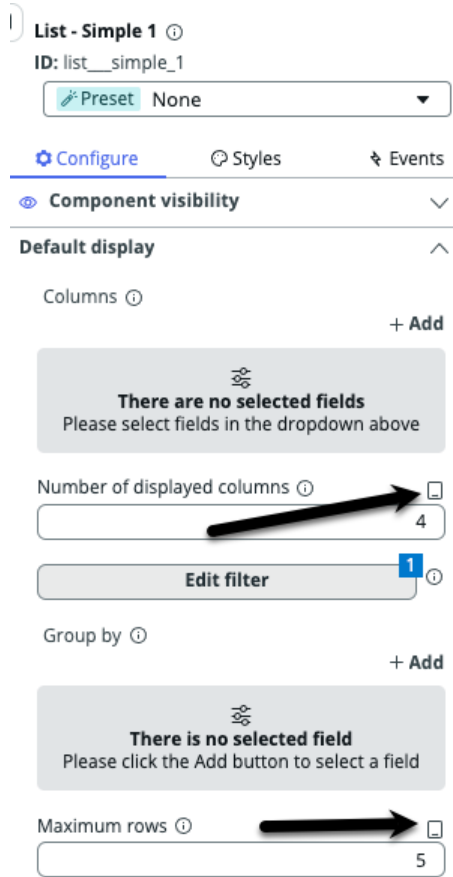 List - Simple 1
ID: list___simple_1
Preset None
Configure Styles Events
Component visibility
Default display
Columns
+ Add
There are no selected fields
Please select fields in the dropdown above
Number of displayed columns
4
1
Edit filter
Group by
+ Add
There is no selected field
Please click the Add button to select a field
Maximum rows
5